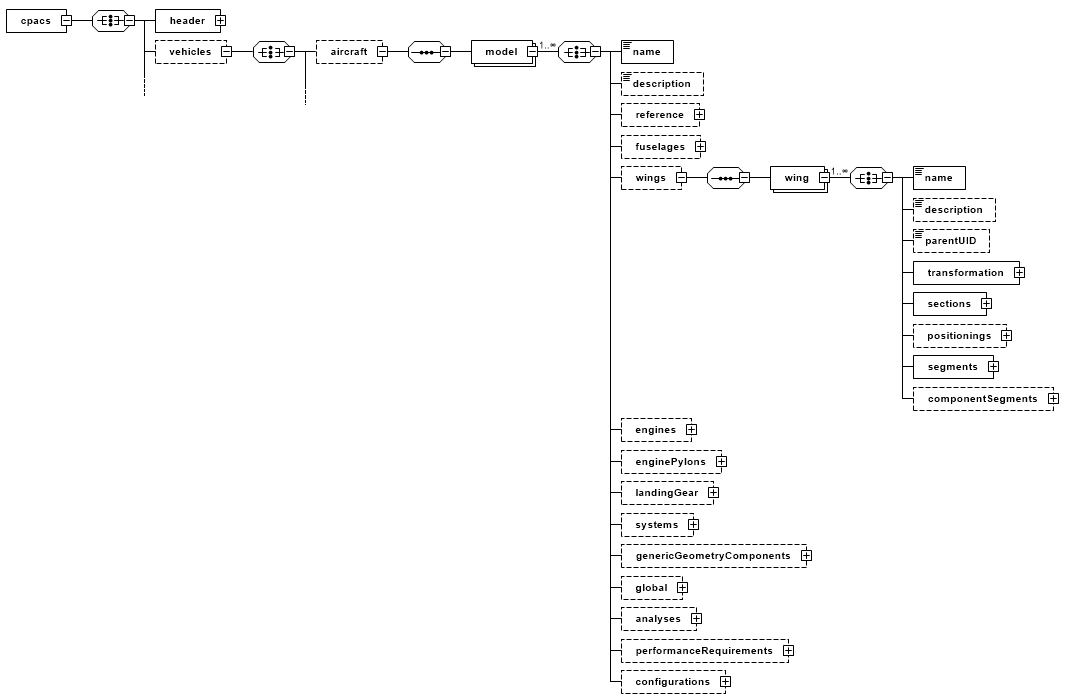 cpacs
header
vehicles
aircraft
model
1..∞
name
description
reference
fuselages
wings
wing
1..∞
name
description
parentUID
transformation
sections
positionings
segments
componentSegments
engines
enginePylons
landingGear
systems
genericGeometryComponents
global
analyses
performanceRequirements
configurations